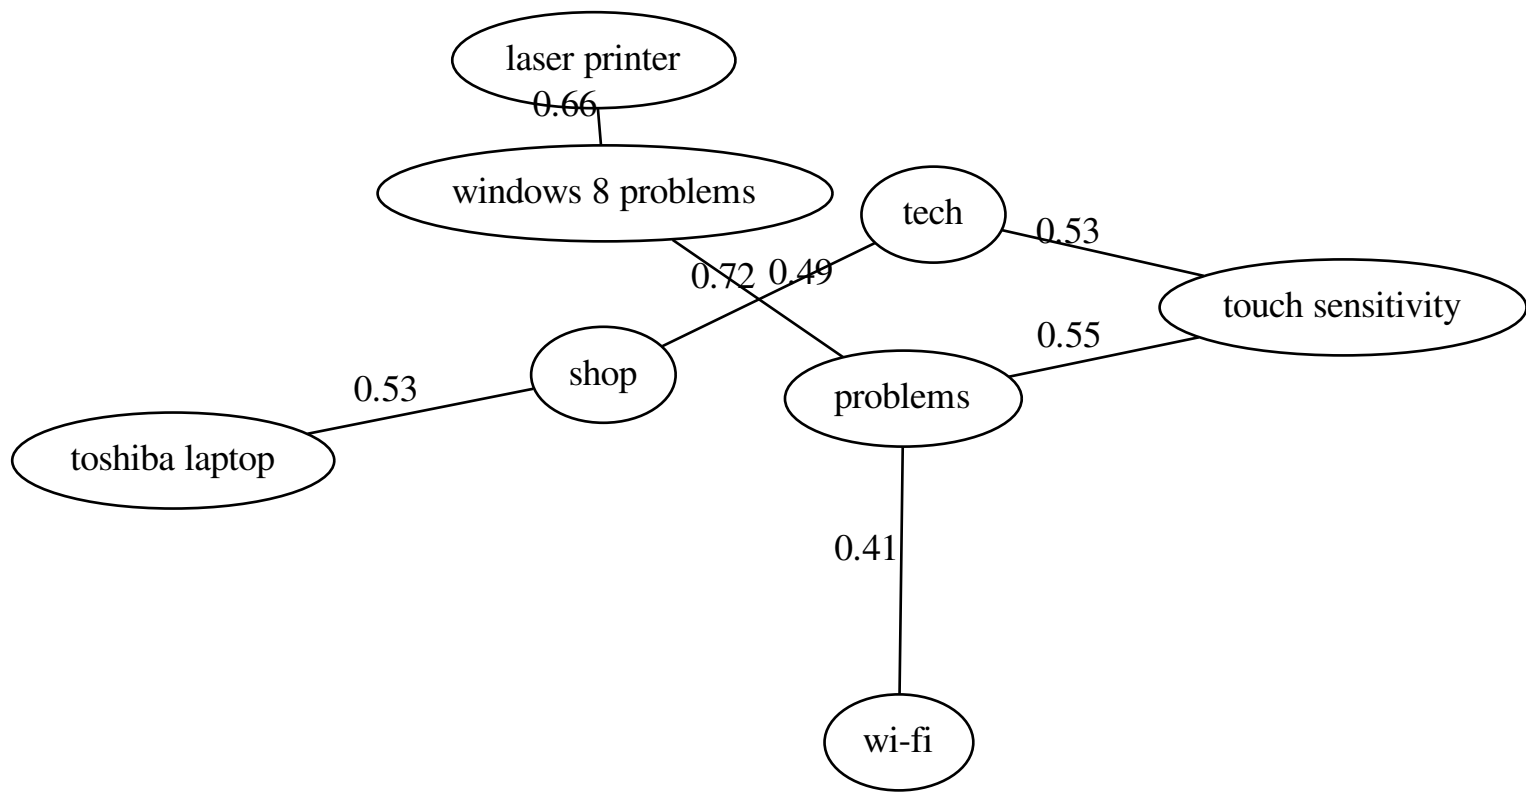 laser printer
0.66
windows 8 problems
tech
0.53
0.72
0.49
touch sensitivity
0.55
shop
0.53
problems
toshiba laptop
0.41
wi-fi